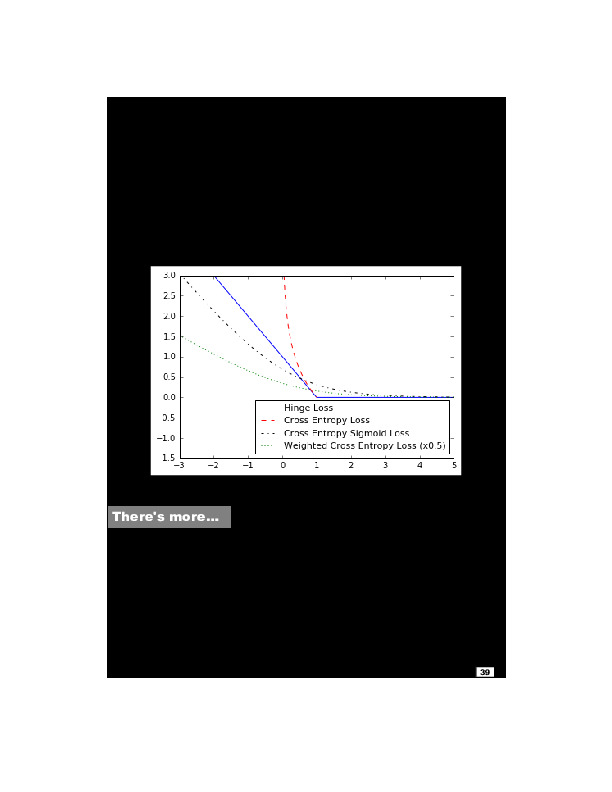 3.0
2.5
2.0
1.5
1.0
0.5
0.0
0.5
−1.0
1.5
−3 −2 −1 0 1 2 3 4 5
Hinge Loss
Cross Entropy Loss
Cross Entropy Sigmoid Loss
Weighted Cross Entropy Loss (x0.5)
There's more...
39